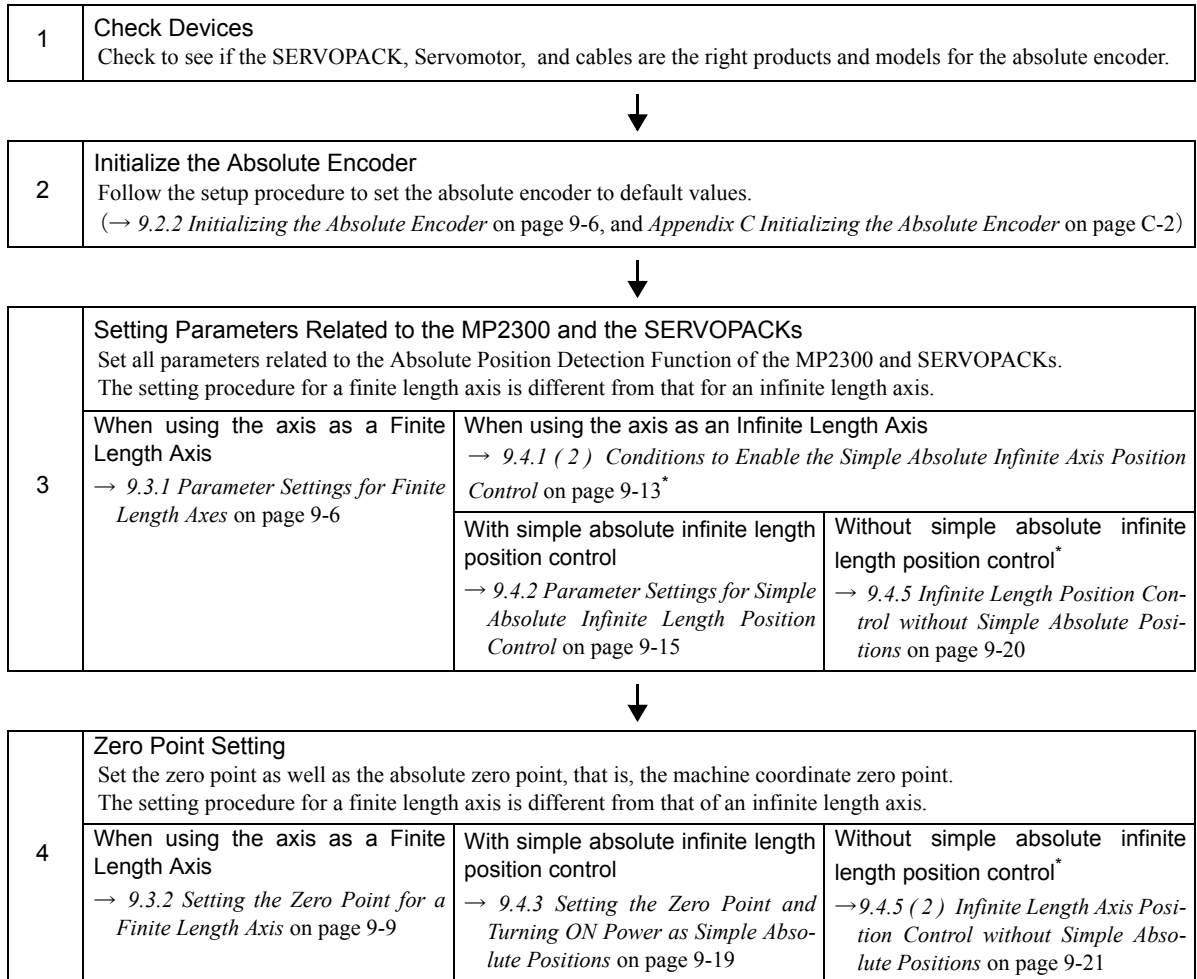 1
Check Devices
Check to see if the SERVOPACK, Servomotor, and cables are the right products and models for the absolute encoder.
2
Initialize the Absolute Encoder
Follow the setup procedure to set the absolute encoder to default values.
(→ 9.2.2 Initializing the Absolute Encoder on page 9-6, and Appendix C Initializing the Absolute Encoder on page C-2)
3
Setting Parameters Related to the MP2300 and the SERVOPACKs
Set all parameters related to the Absolute Position Detection Function of the MP2300 and SERVOPACKs.
The setting procedure for a finite length axis is different from that for an infinite length axis.
When using the axis as a Finite
Length Axis
→ 9.3.1 Parameter Settings for Finite
Length Axes on page 9-6
When using the axis as an Infinite Length Axis
→ 9.4.1 ( 2 ) Conditions to Enable the Simple Absolute Infinite Axis Position
Control on page 9-13*
With simple absolute infinite length
position control
→ 9.4.2 Parameter Settings for Simple
Absolute Infinite Length Position
Control on page 9-15
Without simple absolute infinite
length position control*
→ 9.4.5 Infinite Length Position Con-
trol without Simple Absolute Posi-
tions on page 9-20
4
Zero Point Setting
Set the zero point as well as the absolute zero point, that is, the machine coordinate zero point.
The setting procedure for a finite length axis is different from that of an infinite length axis.
When using the axis as a Finite
Length Axis
→ 9.3.2 Setting the Zero Point for a
Finite Length Axis on page 9-9
With simple absolute infinite length
position control
→ 9.4.3 Setting the Zero Point and
Turning ON Power as Simple Abso-
lute Positions on page 9-19
Without simple absolute infinite
length position control*
→9.4.5 ( 2 ) Infinite Length Axis Posi-
tion Control without Simple Abso-
lute Positions on page 9-21